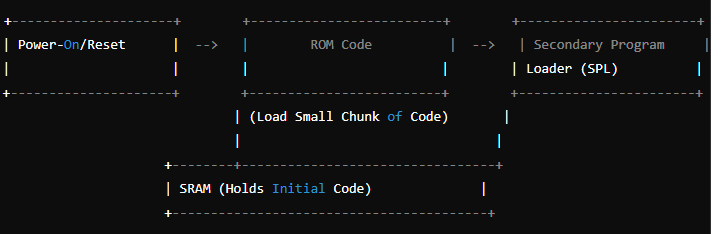 Power-On/Reset --> ROM Code --> Secondary Program
Loader (SPL)
(Load Small Chunk of Code)
SRAM (Holds Initial Code)